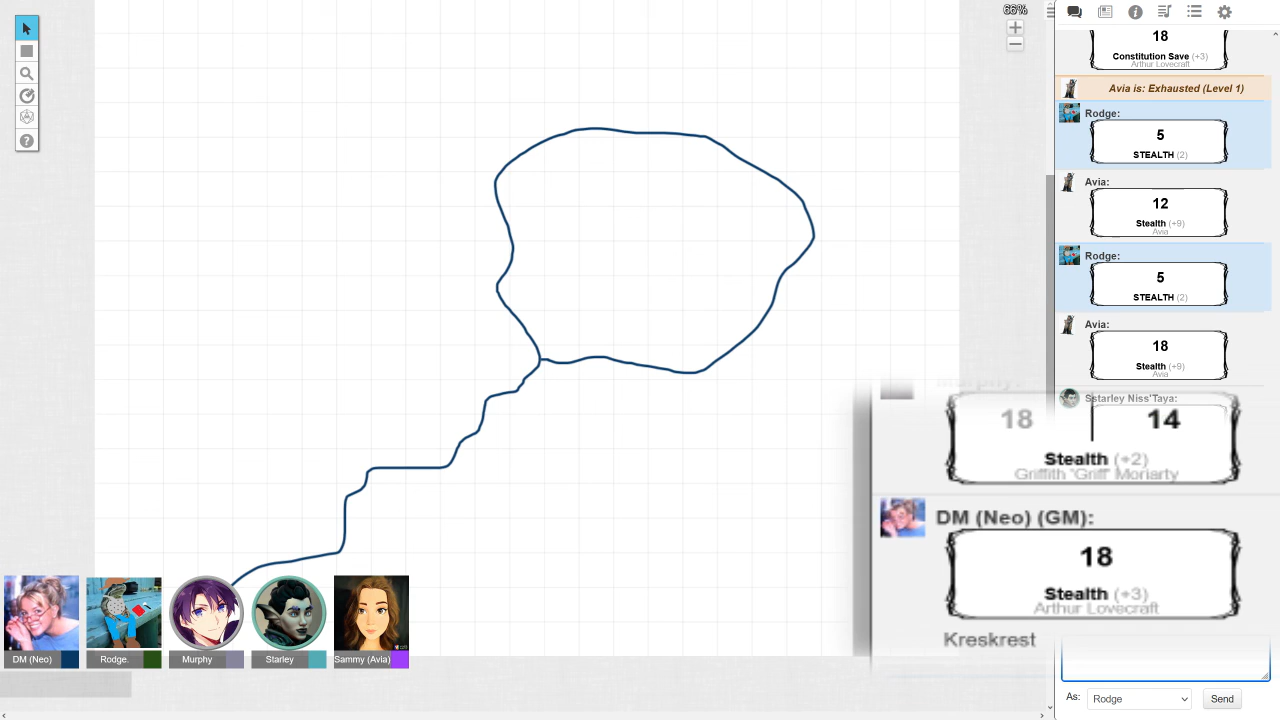 66%
18
Constitution Save (+3)
Arthur Lovecraft
Avia is: Exhausted (Level 1)
Rodge:
5
STEALTH (2)
Avia:
12
Stealth (+9)
Avia
Rodge:
5
STEALTH (2)
Avia:
18
Stealth (+9)
Avia
Sstarley Niss'Taya:
Murphy:
18 14
Stealth (+2)
Griffith "Griff" Moriarty
DM (Neo) (GM):
18
Stealth (+3)
Arthur Lovecraft
Kreskrest
DM (Neo)
Rodge.
Murphy
Starley
Sammy (Avia)
As:
Rodge
Send